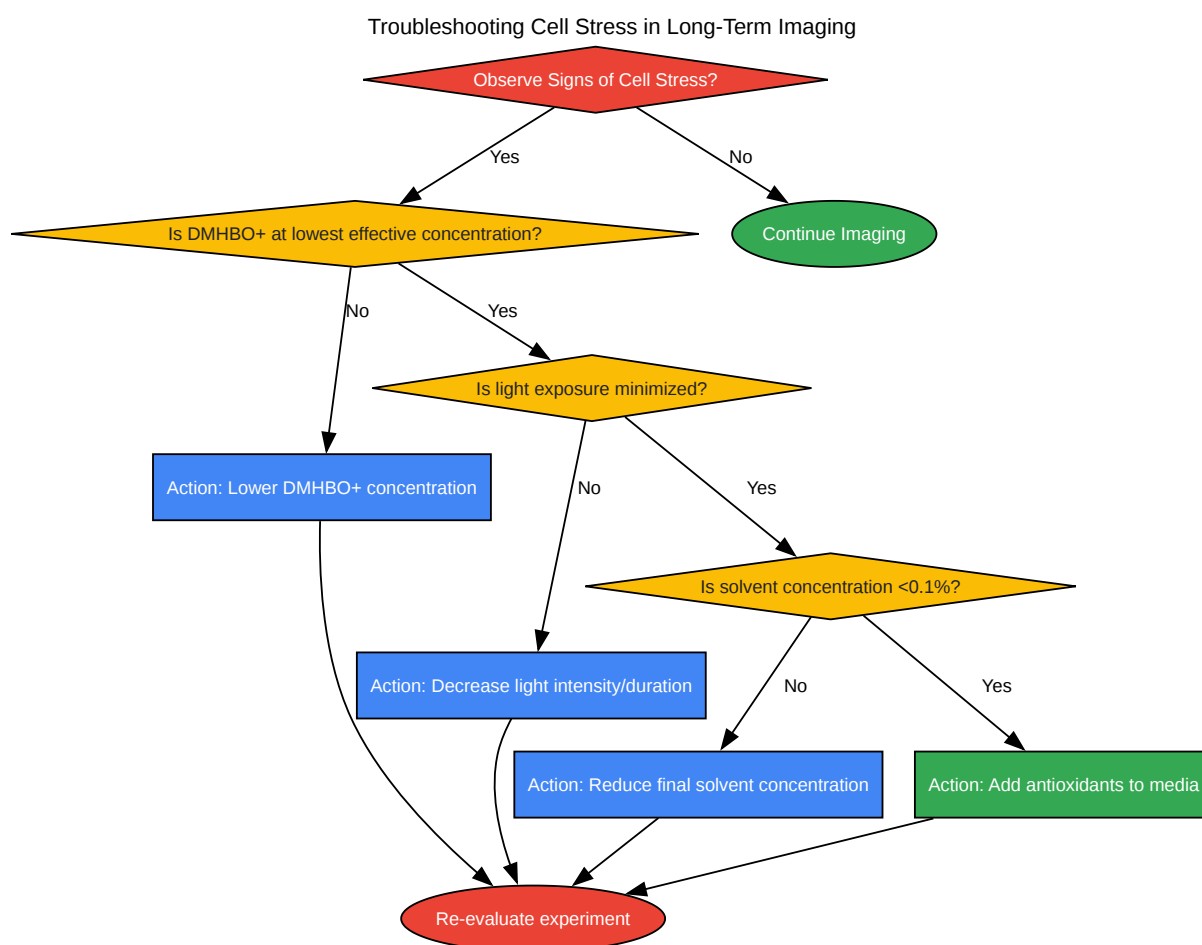 Troubleshooting Cell Stress in Long-Term Imaging
Observe Signs of Cell Stress?
Yes
No
Is DMHBO+ at lowest effective concentration?
Continue Imaging
No
Yes
Is light exposure minimized?
Action: Lower DMHBO+ concentration
No
Yes
Is solvent concentration <0.1%?
Action: Decrease light intensity/duration
No
Yes
Action: Reduce final solvent concentration
Action: Add antioxidants to media
Re-evaluate experiment